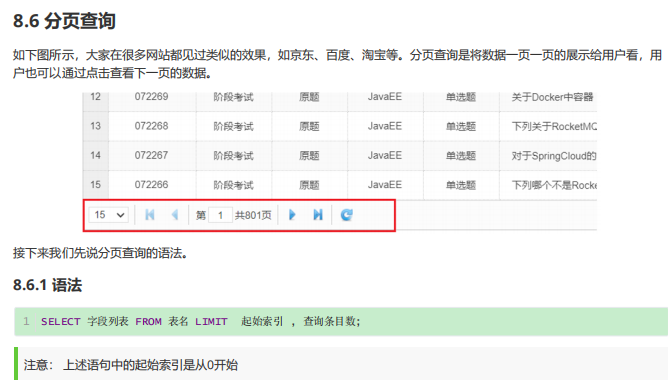 8.6 分页查询
如下图所示，大家在很多网站都见过类似的效果，如京东、百度、淘宝等。分页查询是将数据一页一页的展示给用户看，用
户也可以通过点击查看下一页的数据。
12 072269 阶段考试 原题 JavaEE 单选题 关于Docker中容器
13 072268 阶段考试 原题 JavaEE 单选题 下列关于RocketMQ
14 072267 阶段考试 原题 JavaEE 单选题 对于SpringCloud的
15 072266 阶段考试 原题 JavaEE 单选题 下列哪个不是Rocke
15 第 1 共801页
接下来我们先说分页查询的语法。
8.6.1 语法
1 SELECT 字段列表 FROM 表名 LIMIT 起始索引 , 查询条目数;
注意： 上述语句中的起始索引是从0开始